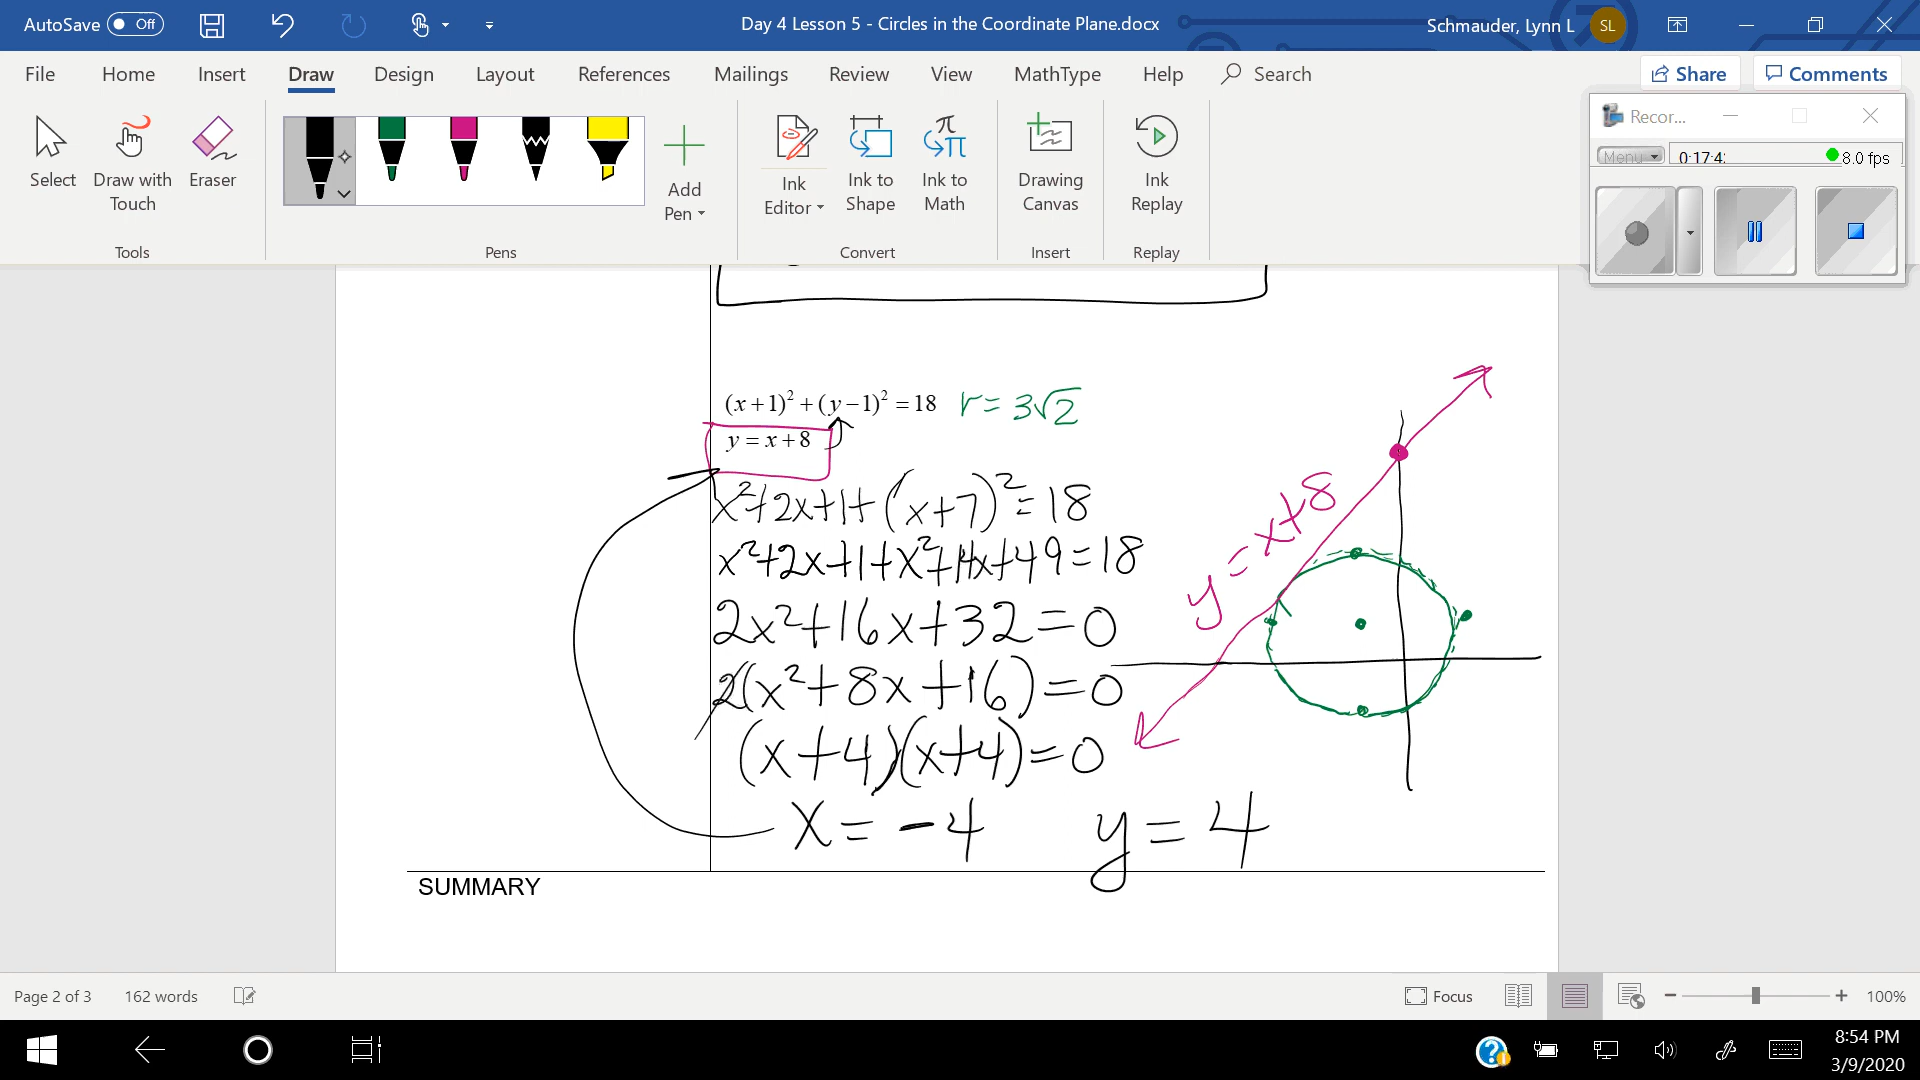 AutoSave Off
Day 4 Lesson 5 - Circles in the Coordinate Plane.docx
Schmauder, Lynn L SL
File Home Insert Draw Design Layout References Mailings Review View MathType Help Search
Share Comments
Select
Draw with Touch
Eraser
Add Pen
Ink Editor
Ink to Shape
Ink to Math
Drawing Canvas
Ink Replay
Tools Pens Convert Insert Replay
Recor...
Menu 8.0 fps
(x+1)² + (y−1)² = 18 r = 3√2
y = x + 8
x²+2x+1+(x+7)²=18
x²+2x+1+x²+14x+49=18
2x²+16x+32=0
2(x²+8x+16)=0
(x+4)(x+4)=0
x=-4 y=4
y=x+8
SUMMARY
Page 2 of 3 162 words Focus 100%
8:54 PM
3/9/2020